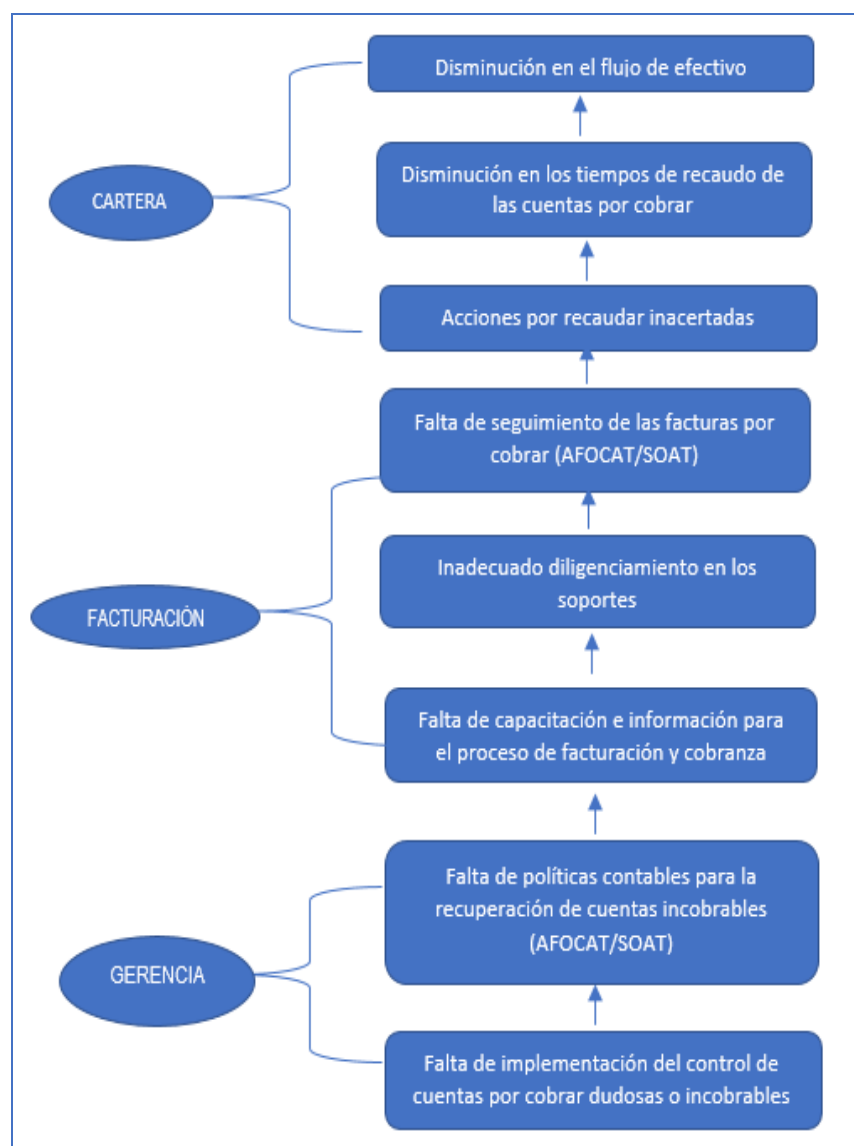 Disminución en el flujo de efectivo
Disminución en los tiempos de recaudo de
las cuentas por cobrar
CARTERA
Acciones por recaudar inacertadas
Falta de seguimiento de las facturas por
cobrar (AFOCAT/SOAT)
Inadecuado diligenciamiento en los
soportes
FACTURACIÓN
Falta de capacitación e información para
el proceso de facturación y cobranza
Falta de políticas contables para la
recuperación de cuentas incobrables
(AFOCAT/SOAT)
GERENCIA
Falta de implementación del control de
cuentas por cobrar dudosas o incobrables